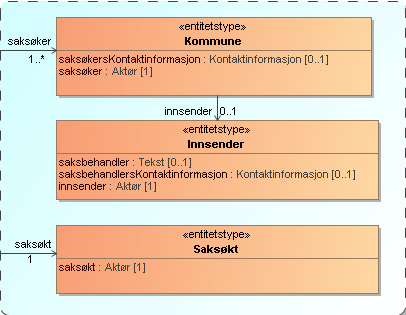 «entitetstype»
Kommune
saksøker
1..*
saksøkersKontaktinformasjon : Kontaktinformasjon [0..1]
saksøker : Aktør [1]
innsender 0..1
«entitetstype»
Innsender
saksbehandler : Tekst [0..1]
saksbehandlersKontaktinformasjon : Kontaktinformasjon [0..1]
innsender : Aktør [1]
«entitetstype»
Saksøkt
saksøkt
1
saksøkt : Aktør [1]